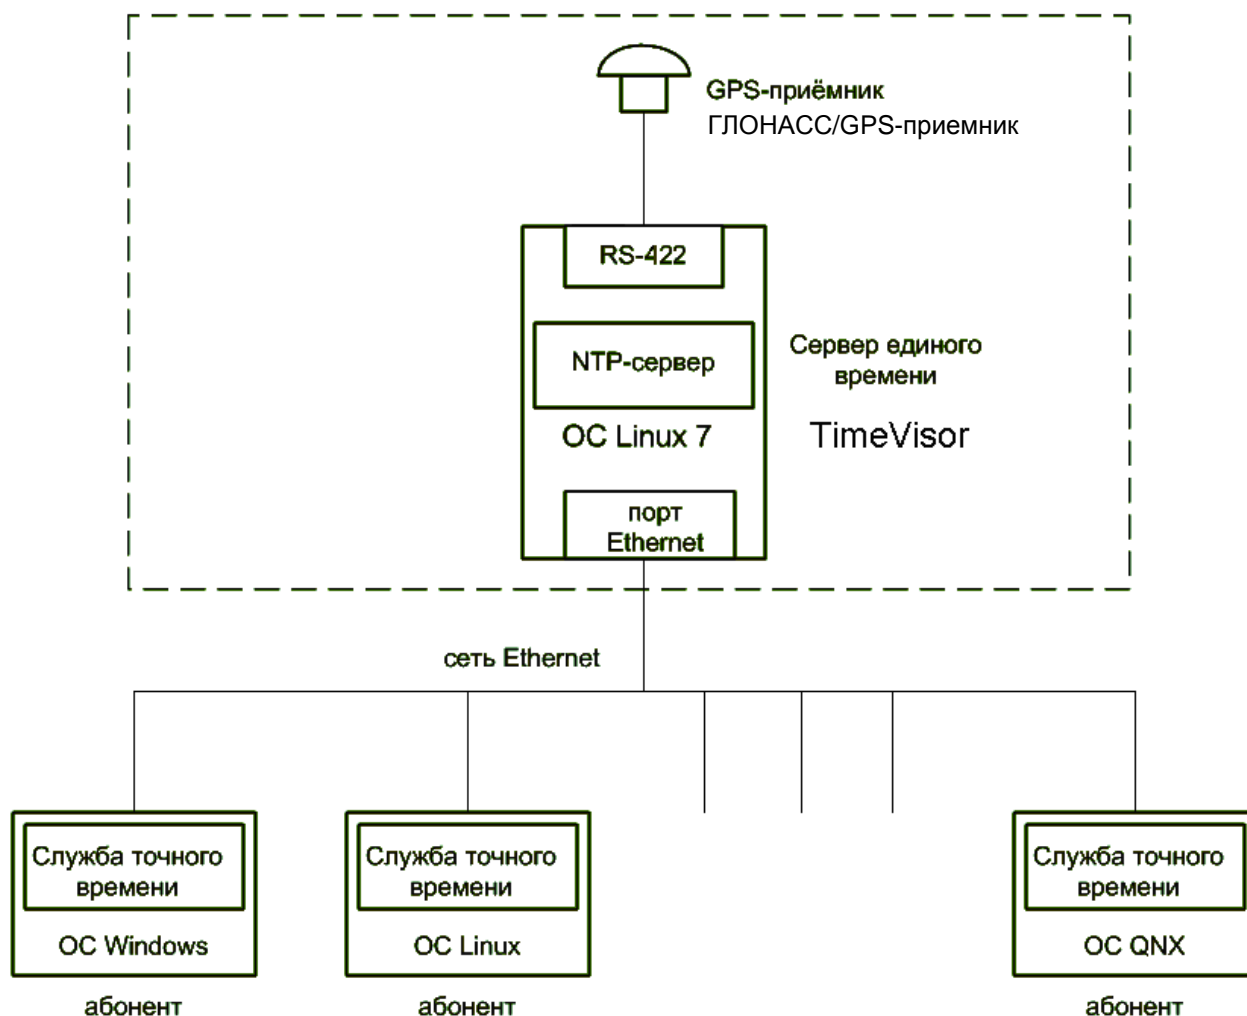 GPS-приёмник
ГЛОНАСС/GPS-приемник
RS-422
NTP-сервер
ОС Linux 7
порт
Ethernet
Сервер единого
времени
TimeVisor
сеть Ethernet
Служба точного
времени
ОС Windows
абонент
Служба точного
времени
ОС Linux
абонент
Служба точного
времени
ОС QNX
абонент